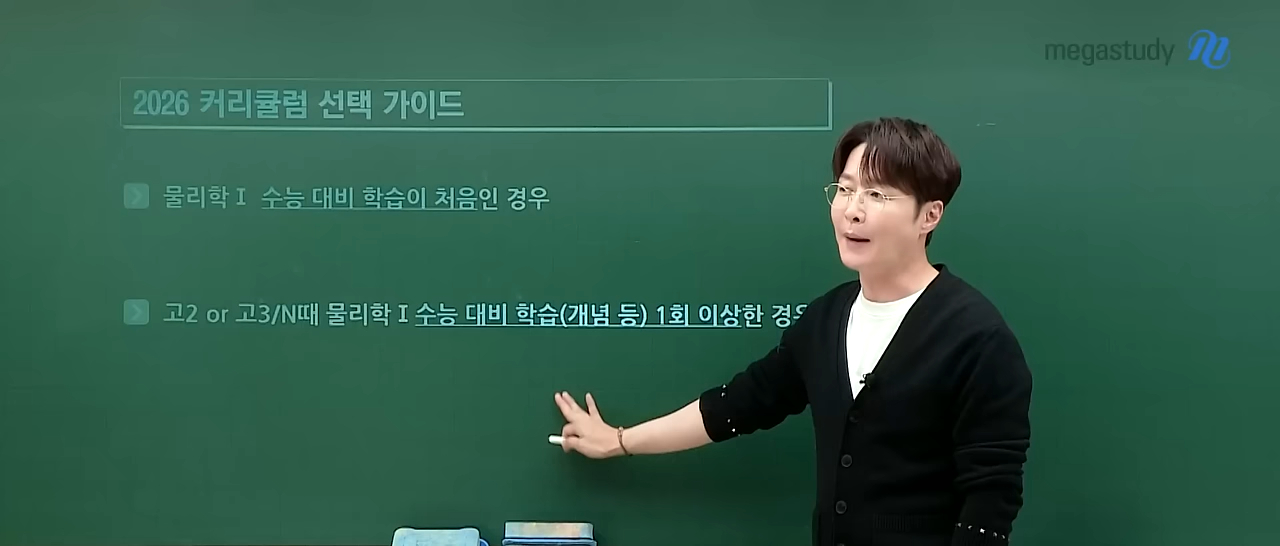 megastudy
2026 커리큘럼 선택 가이드
물리학 I 수능 대비 학습이 처음인 경우
고2 or 고3/N때 물리학 I 수능 대비 학습(개념 등) 1회 이상한 경우